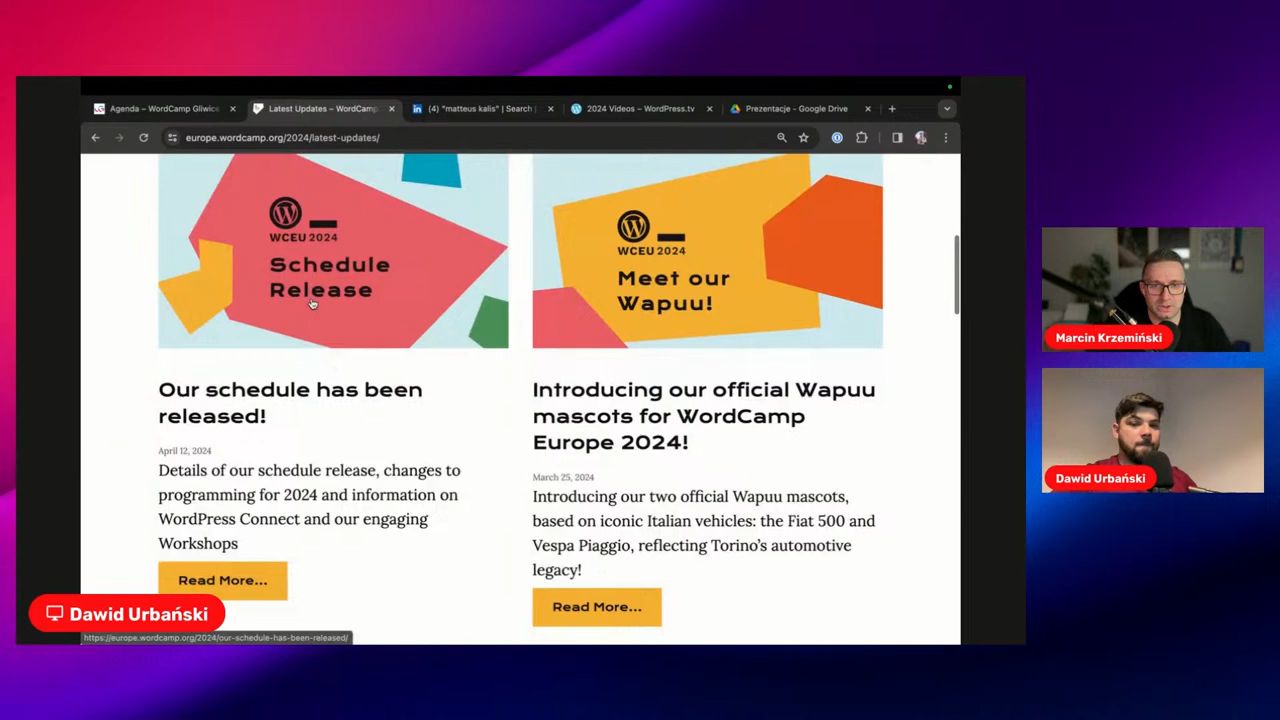 Agenda – WordCamp Gliwice
Latest Updates – WordCamp
(4) "matteus kalis" | Search |
2024 Videos – WordPress.tv
Prezentacje - Google Drive
europe.wordcamp.org/2024/latest-updates/
WCEU 2024
Schedule
Release
WCEU 2024
Meet our
Wapuu!
Our schedule has been
released!
April 12, 2024
Details of our schedule release, changes to
programming for 2024 and information on
WordPress Connect and our engaging
Workshops
Read More...
Introducing our official Wapuu
mascots for WordCamp
Europe 2024!
March 25, 2024
Introducing our two official Wapuu mascots,
based on iconic Italian vehicles: the Fiat 500 and
Vespa Piaggio, reflecting Torino's automotive
legacy!
Read More...
Marcin Krzemiński
Dawid Urbański
Dawid Urbański
https://europe.wordcamp.org/2024/our-schedule-has-been-released/